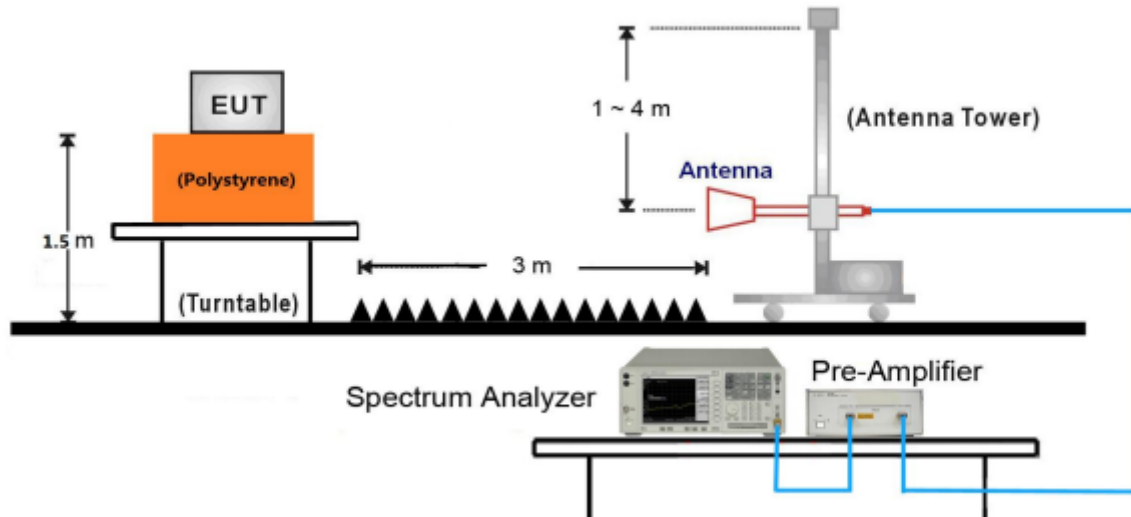 EUT
1 ~ 4 m
(Antenna Tower)
(Polystyrene)
Antenna
1.5 m
3 m
(Turntable)
Spectrum Analyzer
Pre-Amplifier